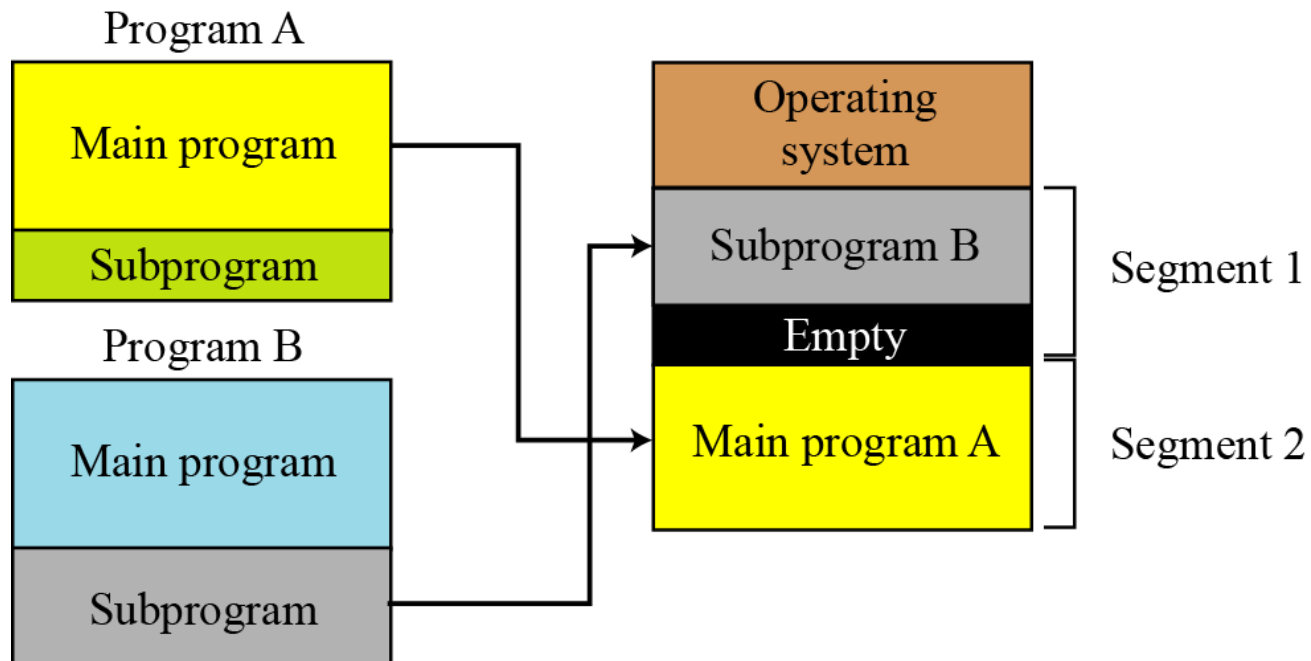 Program A
Main program
Subprogram
Program B
Main program
Subprogram
Operating
system
Subprogram B
Empty
Main program A
Segment 1
Segment 2